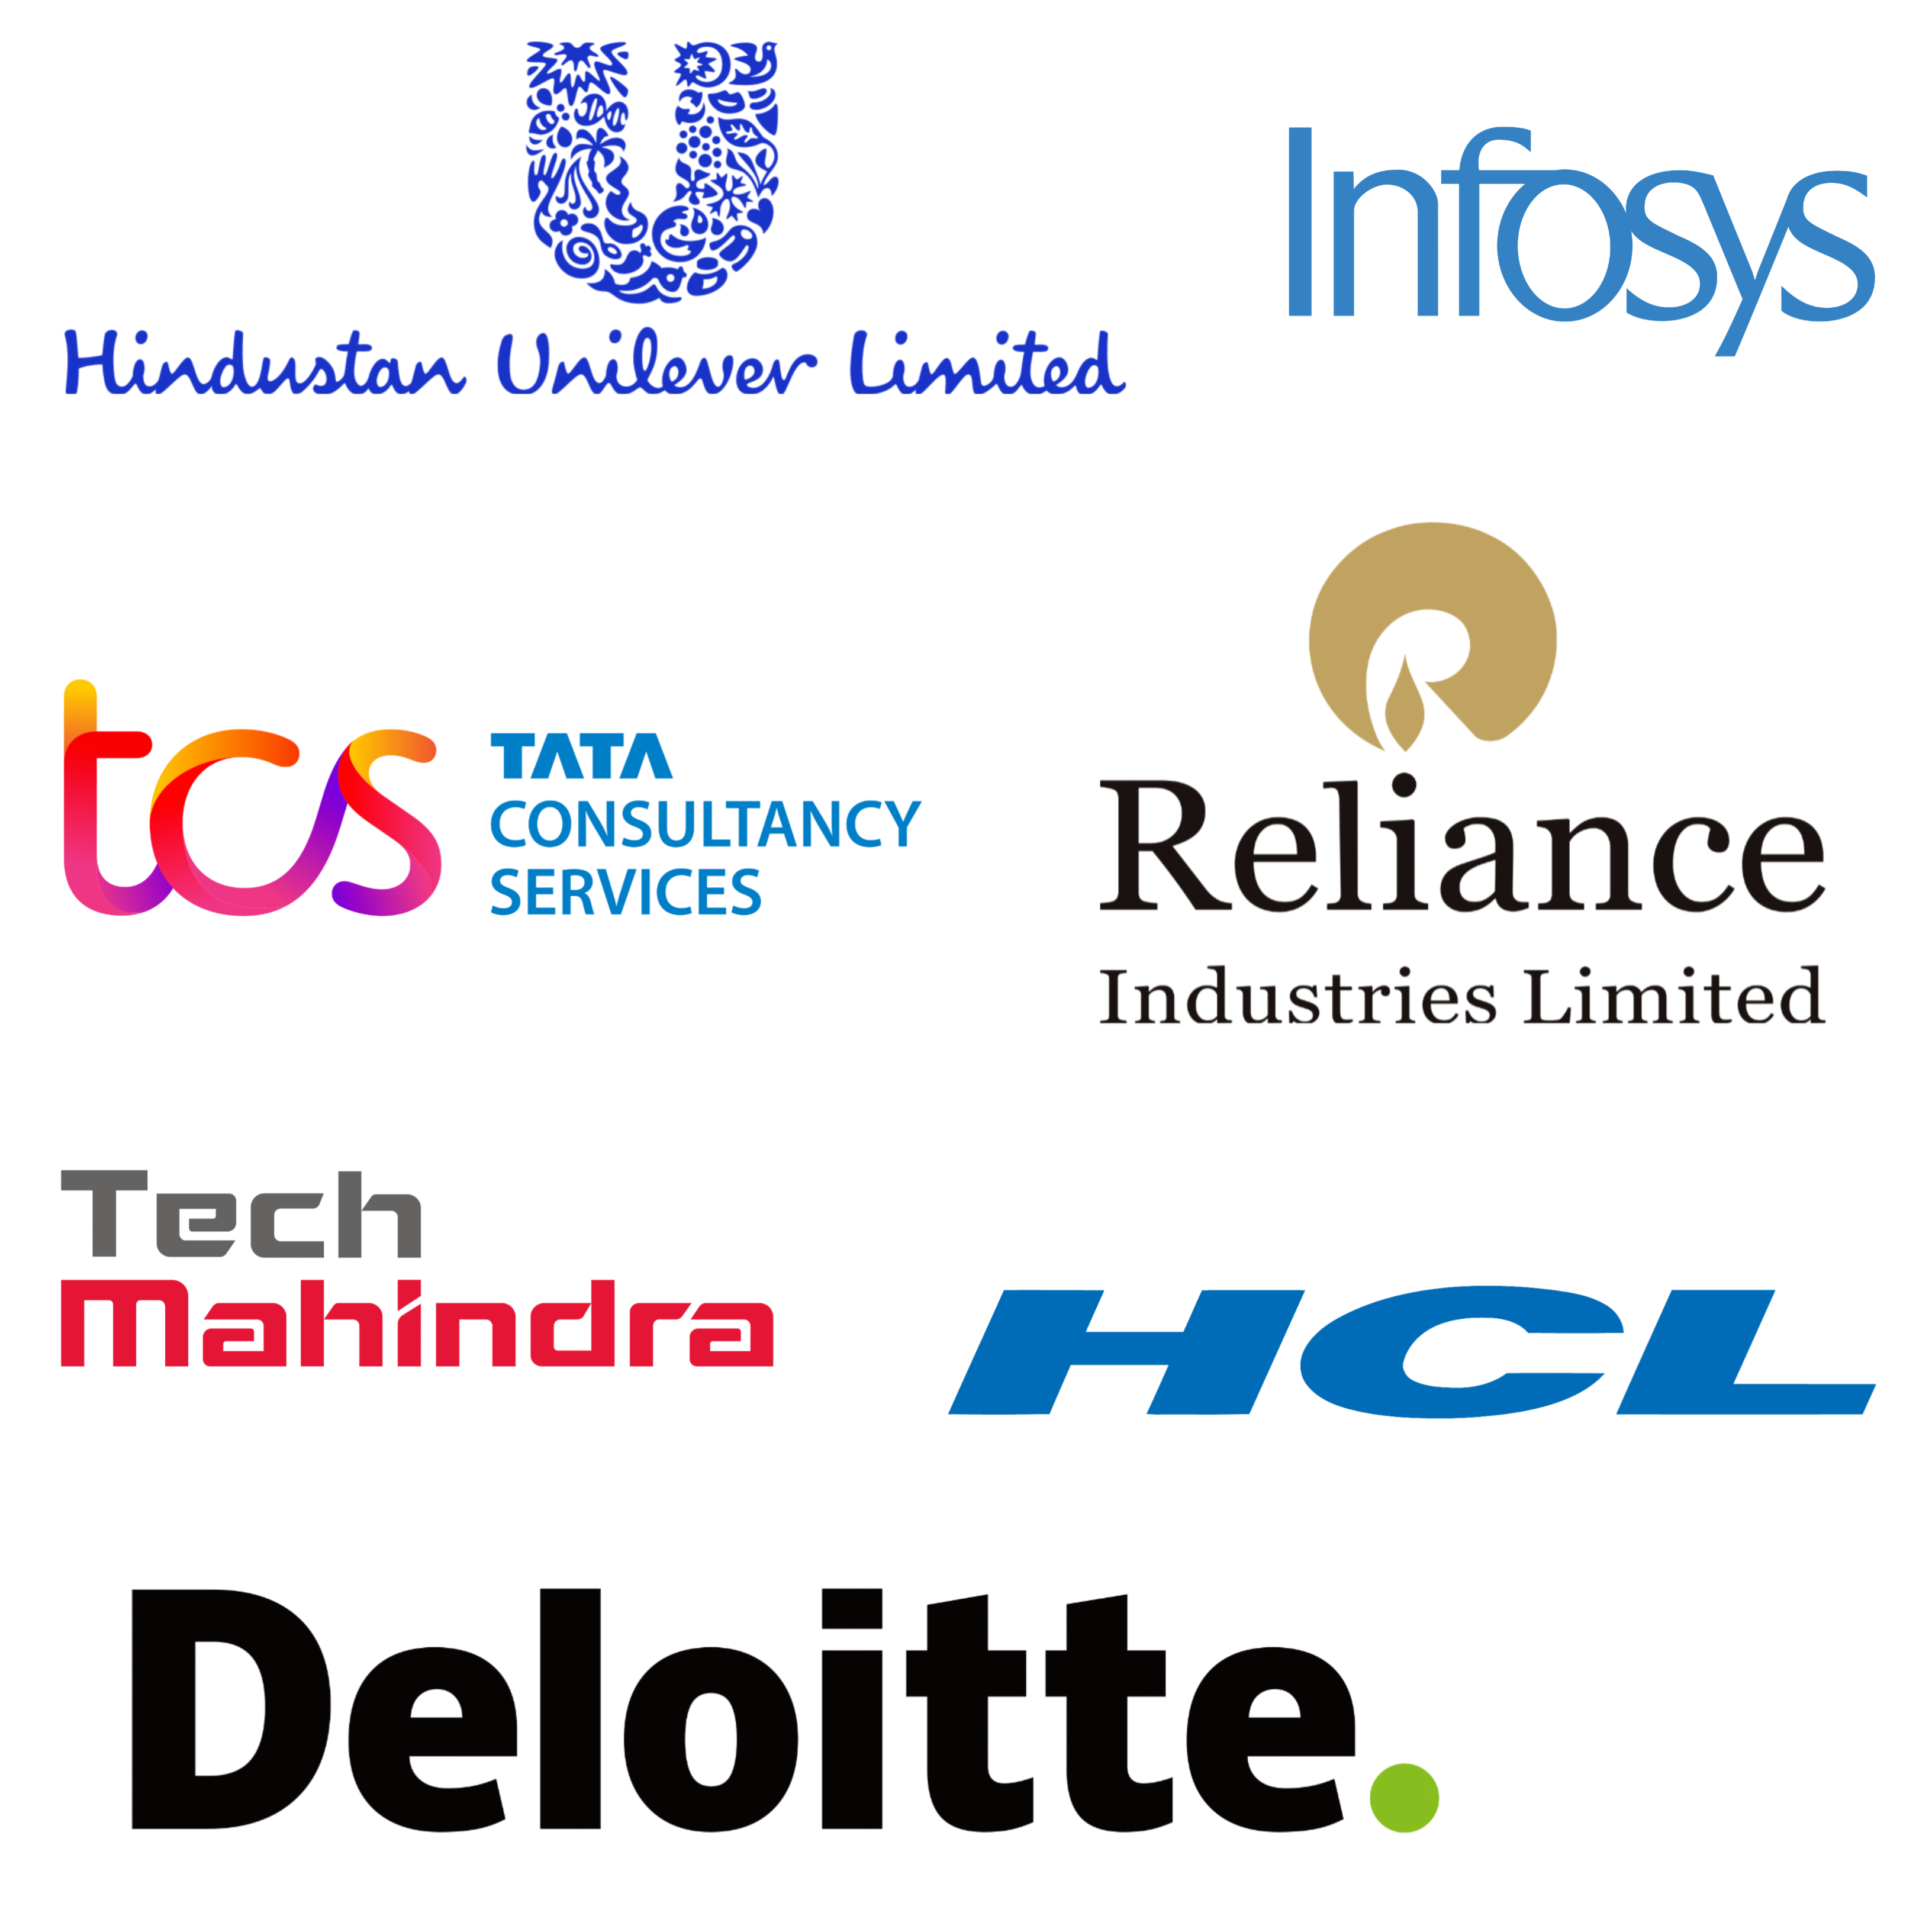 Hindustan Unilever Limited
Infosys
tcs
TATA
CONSULTANCY
SERVICES
Reliance
Industries Limited
Tech
Mahindra
HCL
Deloitte.